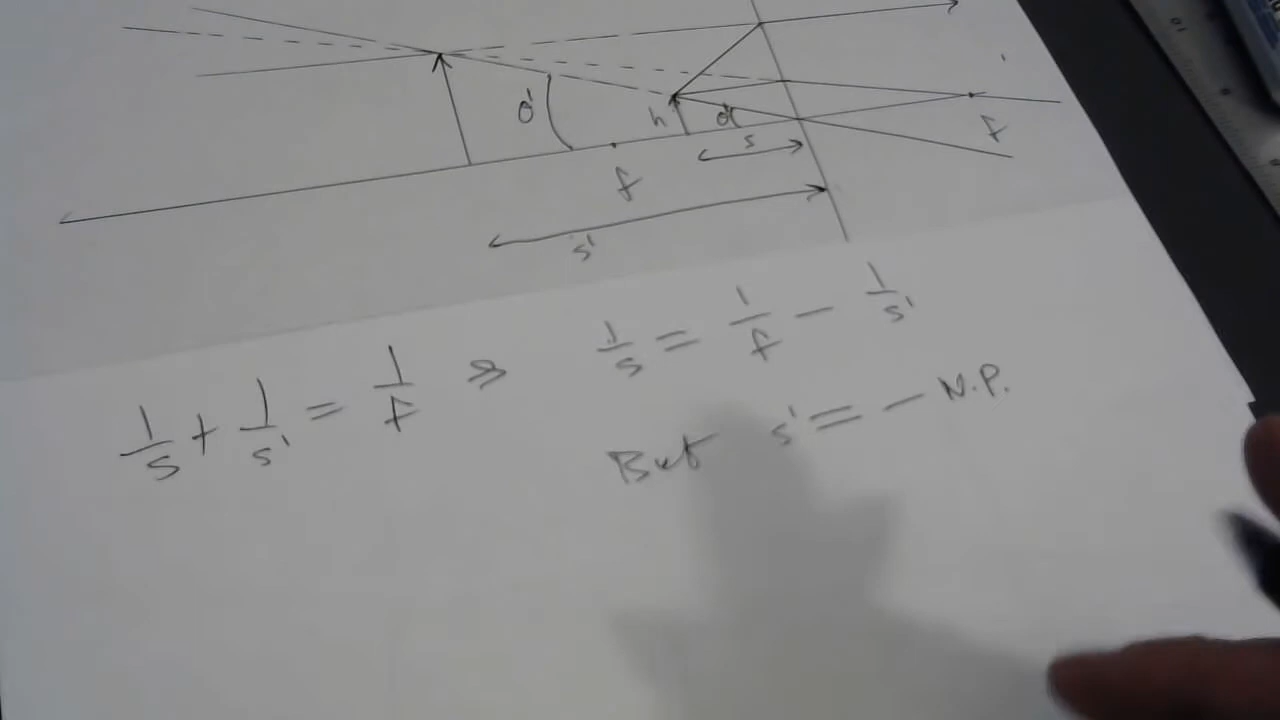 θ'
h
θ'
s
f
f
s'
1/s + 1/s' = 1/f ⇒ 1/s = 1/f - 1/s'
But s' = - N.P.